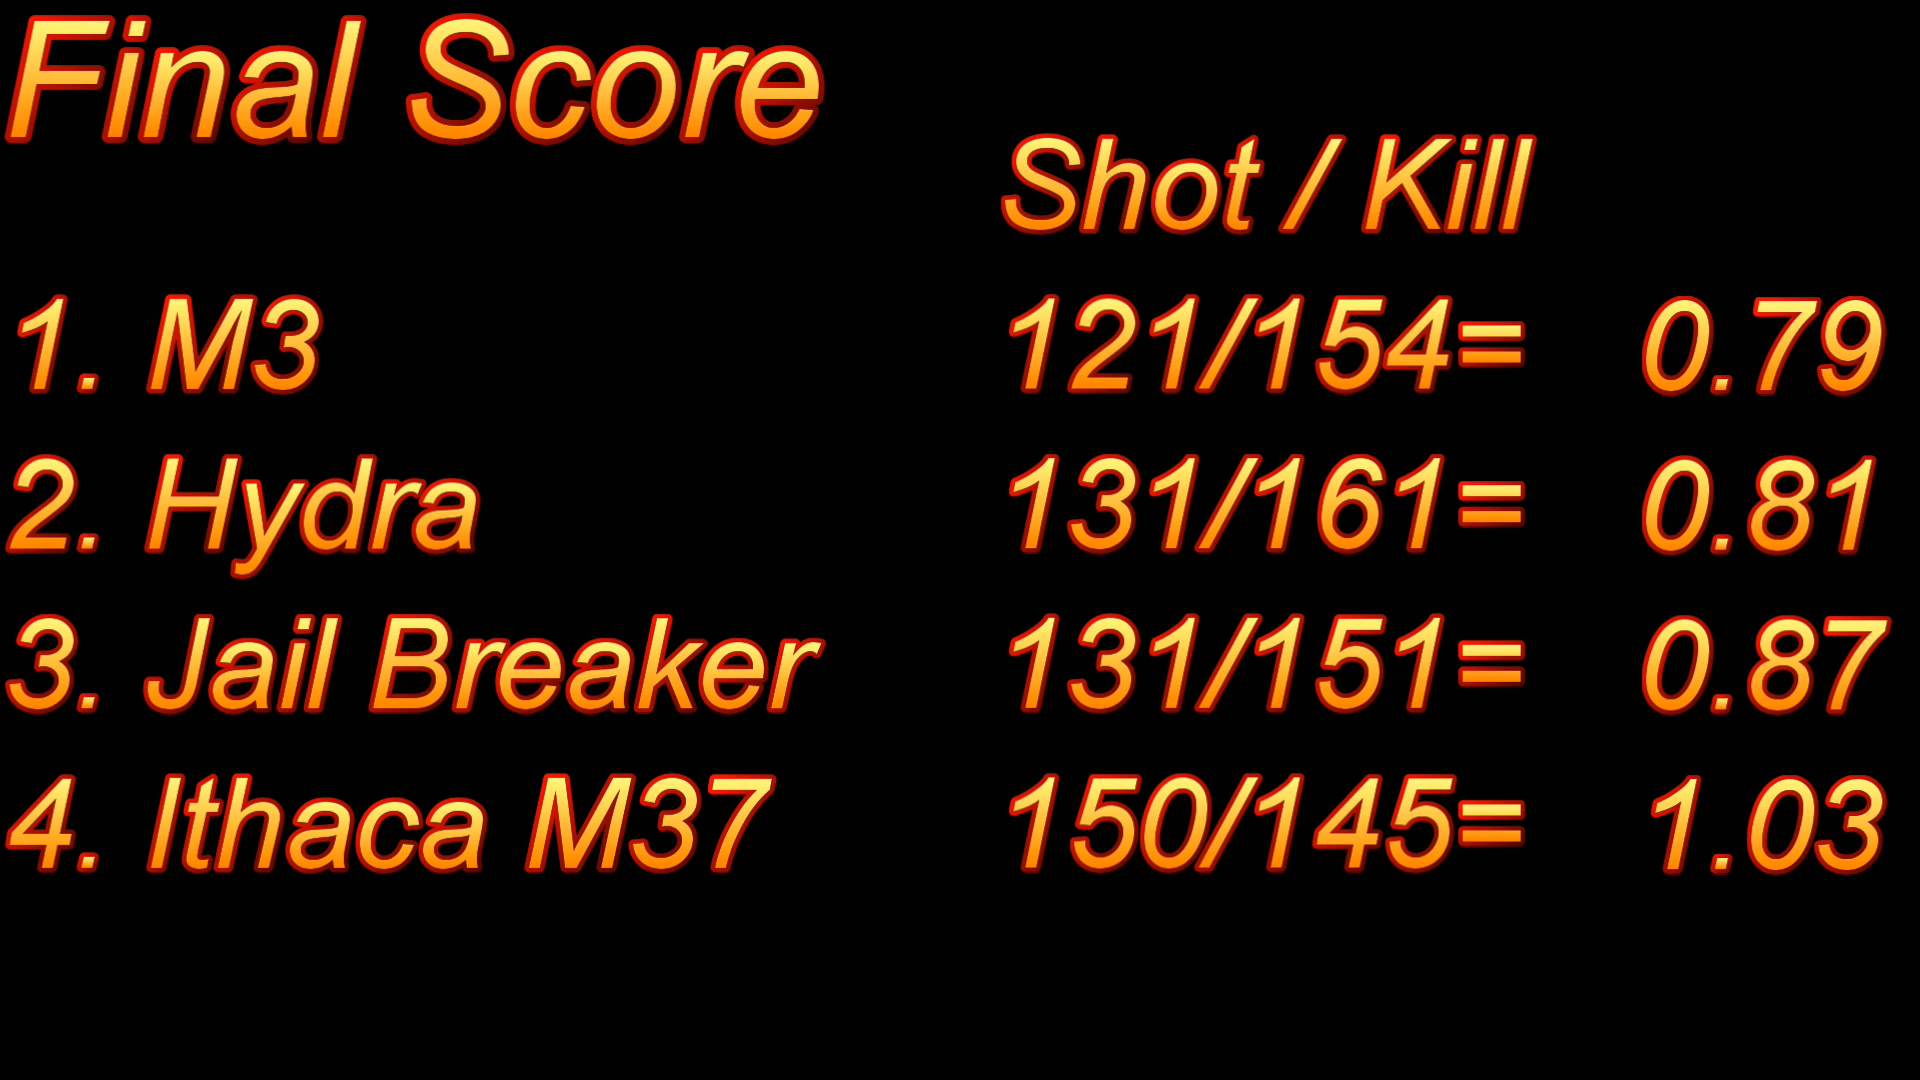 Final Score
Shot / Kill
1. M3 121/154= 0.79
2. Hydra 131/161= 0.81
3. Jail Breaker 131/151= 0.87
4. Ithaca M37 150/145= 1.03